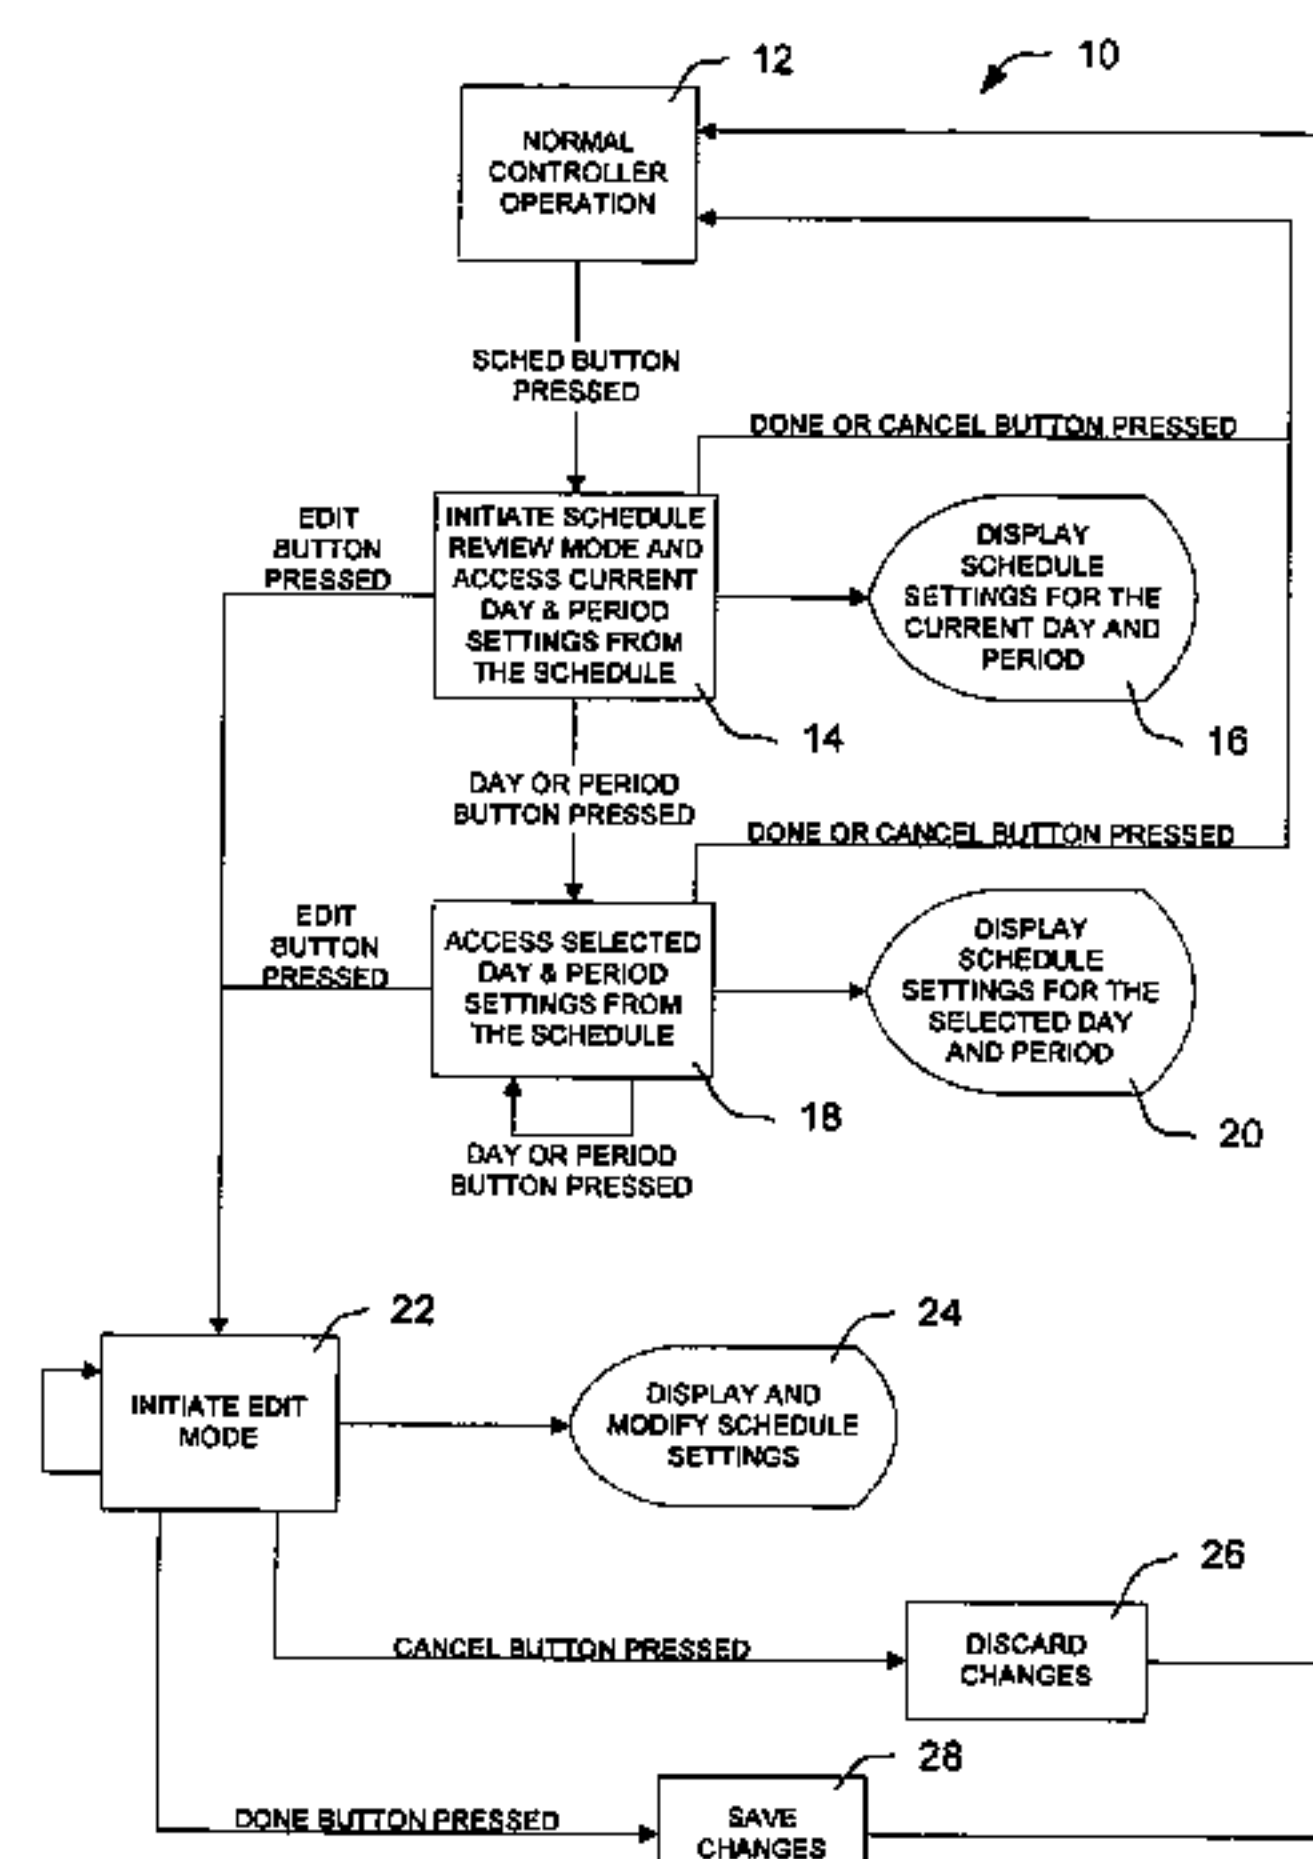 12
10
NORMAL
CONTROLLER
OPERATION
SCHED BUTTON
PRESSED
DONE OR CANCEL BUTTON PRESSED
EDIT
BUTTON
PRESSED
INITIATE SCHEDULE
REVIEW MODE AND
ACCESS CURRENT
DAY & PERIOD
SETTINGS FROM
THE SCHEDULE
DISPLAY
SCHEDULE
SETTINGS FOR THE
CURRENT DAY AND
PERIOD
14
16
DAY OR PERIOD
BUTTON PRESSED
DONE OR CANCEL BUTTON PRESSED
EDIT
BUTTON
PRESSED
ACCESS SELECTED
DAY & PERIOD
SETTINGS FROM
THE SCHEDULE
DISPLAY
SCHEDULE
SETTINGS FOR THE
SELECTED DAY
AND PERIOD
18
20
DAY OR PERIOD
BUTTON PRESSED
22
24
INITIATE EDIT
MODE
DISPLAY AND
MODIFY SCHEDULE
SETTINGS
26
CANCEL BUTTON PRESSED
DISCARD
CHANGES
28
DONE BUTTON PRESSED
SAVE
CHANGES